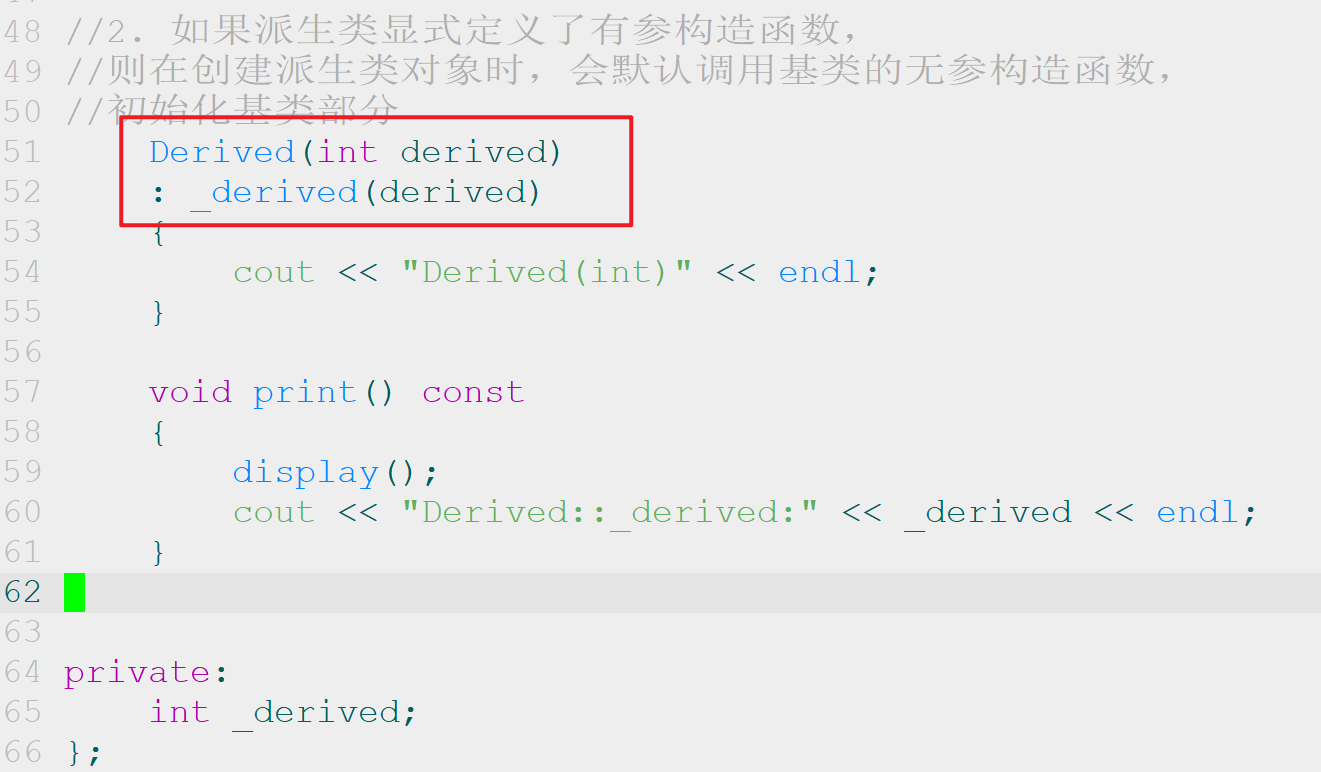 48 //2. 如果派生类显式定义了有参构造函数，
49 //则在创建派生类对象时，会默认调用基类的无参构造函数，
50 //初始化基类部分
51     Derived(int derived)
52     : _derived(derived)
53     {
54         cout << "Derived(int)" << endl;
55     }
56
57     void print() const
58     {
59         display();
60         cout << "Derived::_derived:" << _derived << endl;
61     }
62
63
64 private:
65     int _derived;
66 };